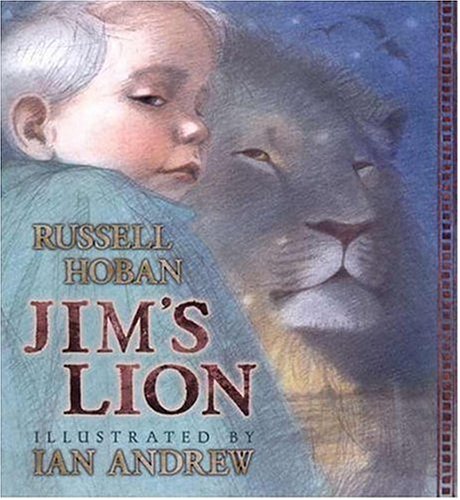 RUSSELL
HOBAN
JIM'S
LION
ILLUSTRATED BY
IAN ANDREW